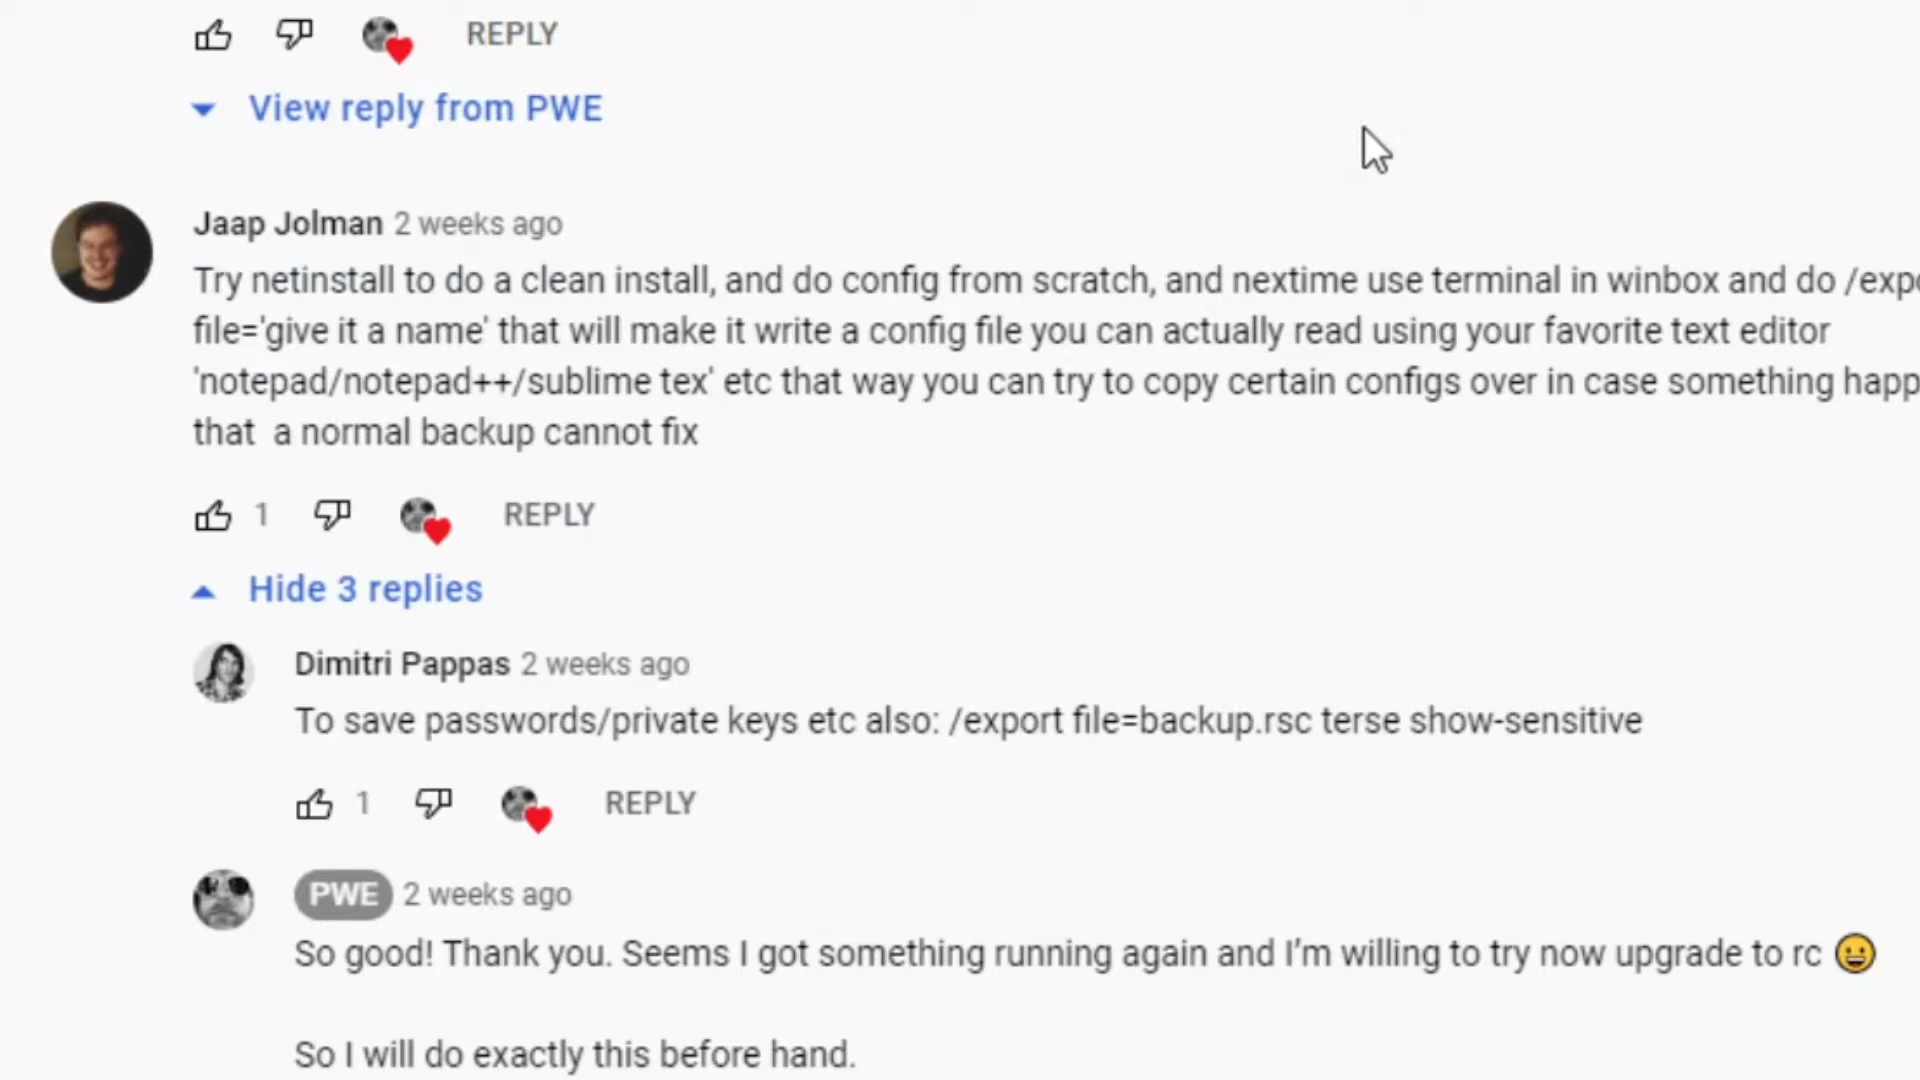 REPLY
View reply from PWE
Jaap Jolman 2 weeks ago
Try netinstall to do a clean install, and do config from scratch, and nextime use terminal in winbox and do
file='give it a name' that will make it write a config file you can actually read using your favorite text editor
'notepad/notepad++/sublime tex' etc that way you can try to copy certain configs over in case something
that a normal backup cannot fix
1 REPLY
Hide 3 replies
Dimitri Pappas 2 weeks ago
To save passwords/private keys etc also: /export file=backup.rsc terse show-sensitive
1 REPLY
PWE 2 weeks ago
So good! Thank you. Seems I got something running again and I'm willing to try now upgrade to rc 😀
So I will do exactly this before hand.